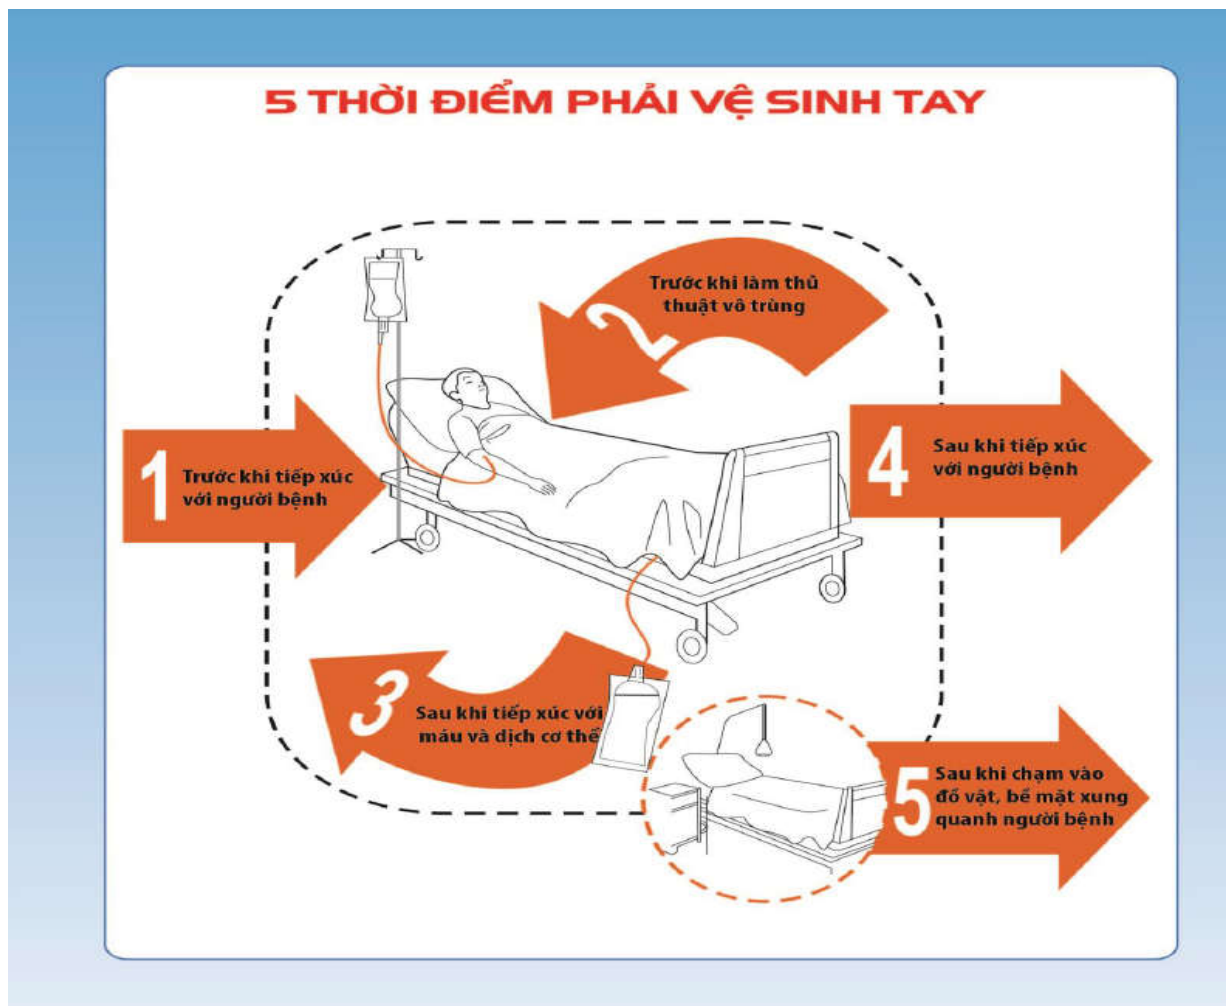 5 THỜI ĐIỂM PHẢI VỆ SINH TAY
1
Trước khi tiếp xúc
với người bệnh
2
Trước khi làm thủ
thuật vô trùng
3
Sau khi tiếp xúc với
máu và dịch cơ thể
4
Sau khi tiếp xúc
với người bệnh
5
Sau khi chạm vào
đồ vật, bề mặt xung
quanh người bệnh